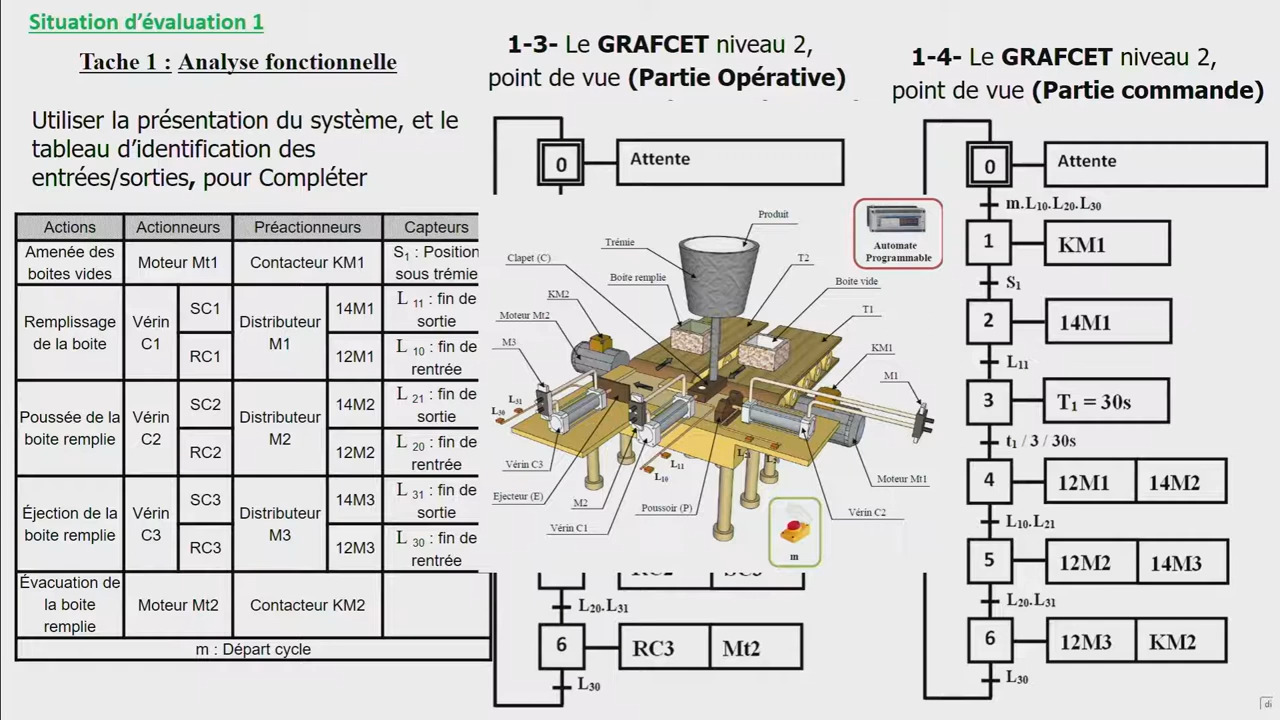 Situation d’évaluation 1
Tache 1 : Analyse fonctionnelle
Utiliser la présentation du système, et le
tableau d’identification des
entrées/sorties, pour Compléter
Actions Actionneurs Préactionneurs Capteurs
Amenée des
boites vides
Moteur Mt1
Contacteur KM1
S1 : Position
sous trémie
Remplissage
de la boite
Vérin
C1
SC1
RC1
Distributeur
M1
14M1
12M1
L 11 : fin de
sortie
L 10 : fin de
rentrée
Poussée de la
boite remplie
Vérin
C2
SC2
RC2
Distributeur
M2
14M2
12M2
L 21 : fin de
sortie
L 20 : fin de
rentrée
Éjection de la
boite remplie
Vérin
C3
SC3
RC3
Distributeur
M3
14M3
12M3
L 31 : fin de
sortie
L 30 : fin de
rentrée
Évacuation de
la boite
remplie
Moteur Mt2
Contacteur KM2
m : Départ cycle
1-3- Le GRAFCET niveau 2,
point de vue (Partie Opérative)
0
Attente
Produit
Trémie
Clapet (C)
T2
Boite remplie
Boite vide
KM2
Moteur Mt2
T1
M3
KM1
M1
L31
L30
L11
L10
Vérin C3
Ejecteur (E)
M2
Vérin C1
Poussoir (P)
Vérin C2
Moteur Mt1
Automate
Programmable
m
L20.L31
6
RC3 Mt2
L30
1-4- Le GRAFCET niveau 2,
point de vue (Partie commande)
0
Attente
m.L10.L20.L30
1
KM1
S1
2
14M1
L11
3
T1 = 30s
t1 / 3 / 30s
4
12M1 14M2
L10.L21
5
12M2 14M3
L20.L31
6
12M3 KM2
L30
di